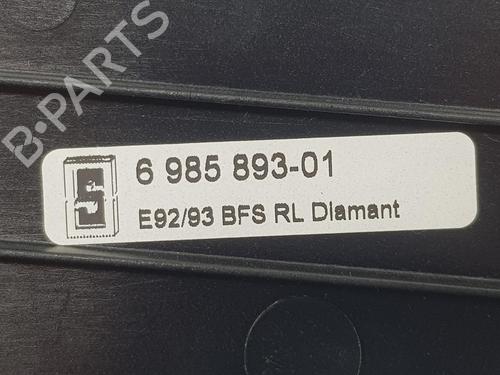 B-PARTS
6 985 893-01
E92/93 BFS RL Diamant